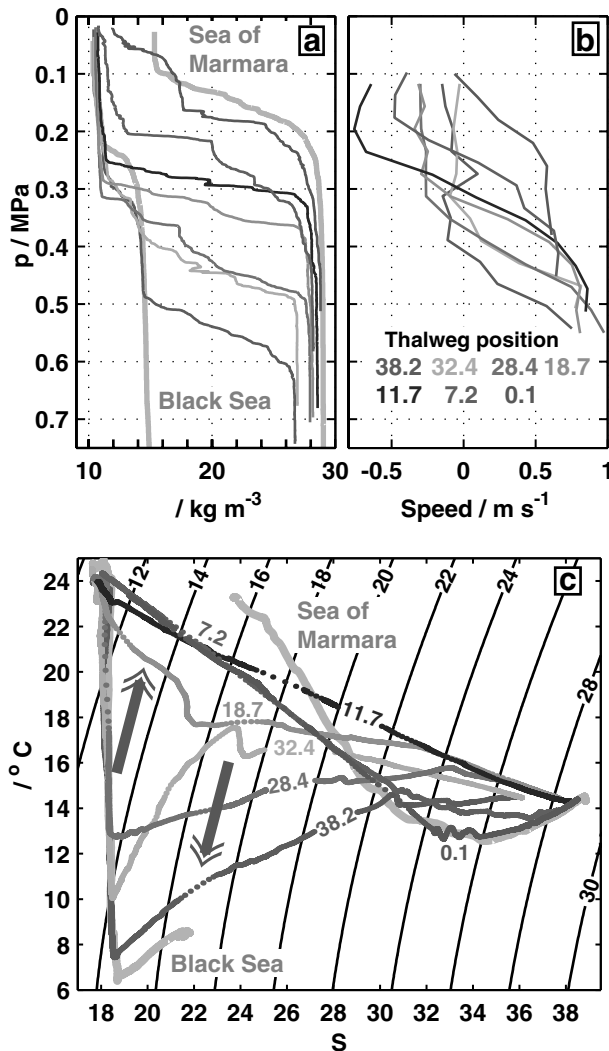 0
0.1
0.2
0.3
0.4
0.5
0.6
0.7
p / MPa
a
Sea of
Marmara
Black Sea
10
20
30
/ kg m-3
b
Thalweg position
38.2 32.4 28.4 18.7
11.7 7.2 0.1
-0.5 0 0.5 1
Speed / m s-1
24
22
20
18
16
14
12
10
8
6
/ ° C
c
12
14
16
18
20
22
24
26
28
30
Sea of
Marmara
7.2
11.7
18.7
32.4
28.4
38.2
0.1
Black Sea
18 20 22 24 26 28 30 32 34 36 38
S